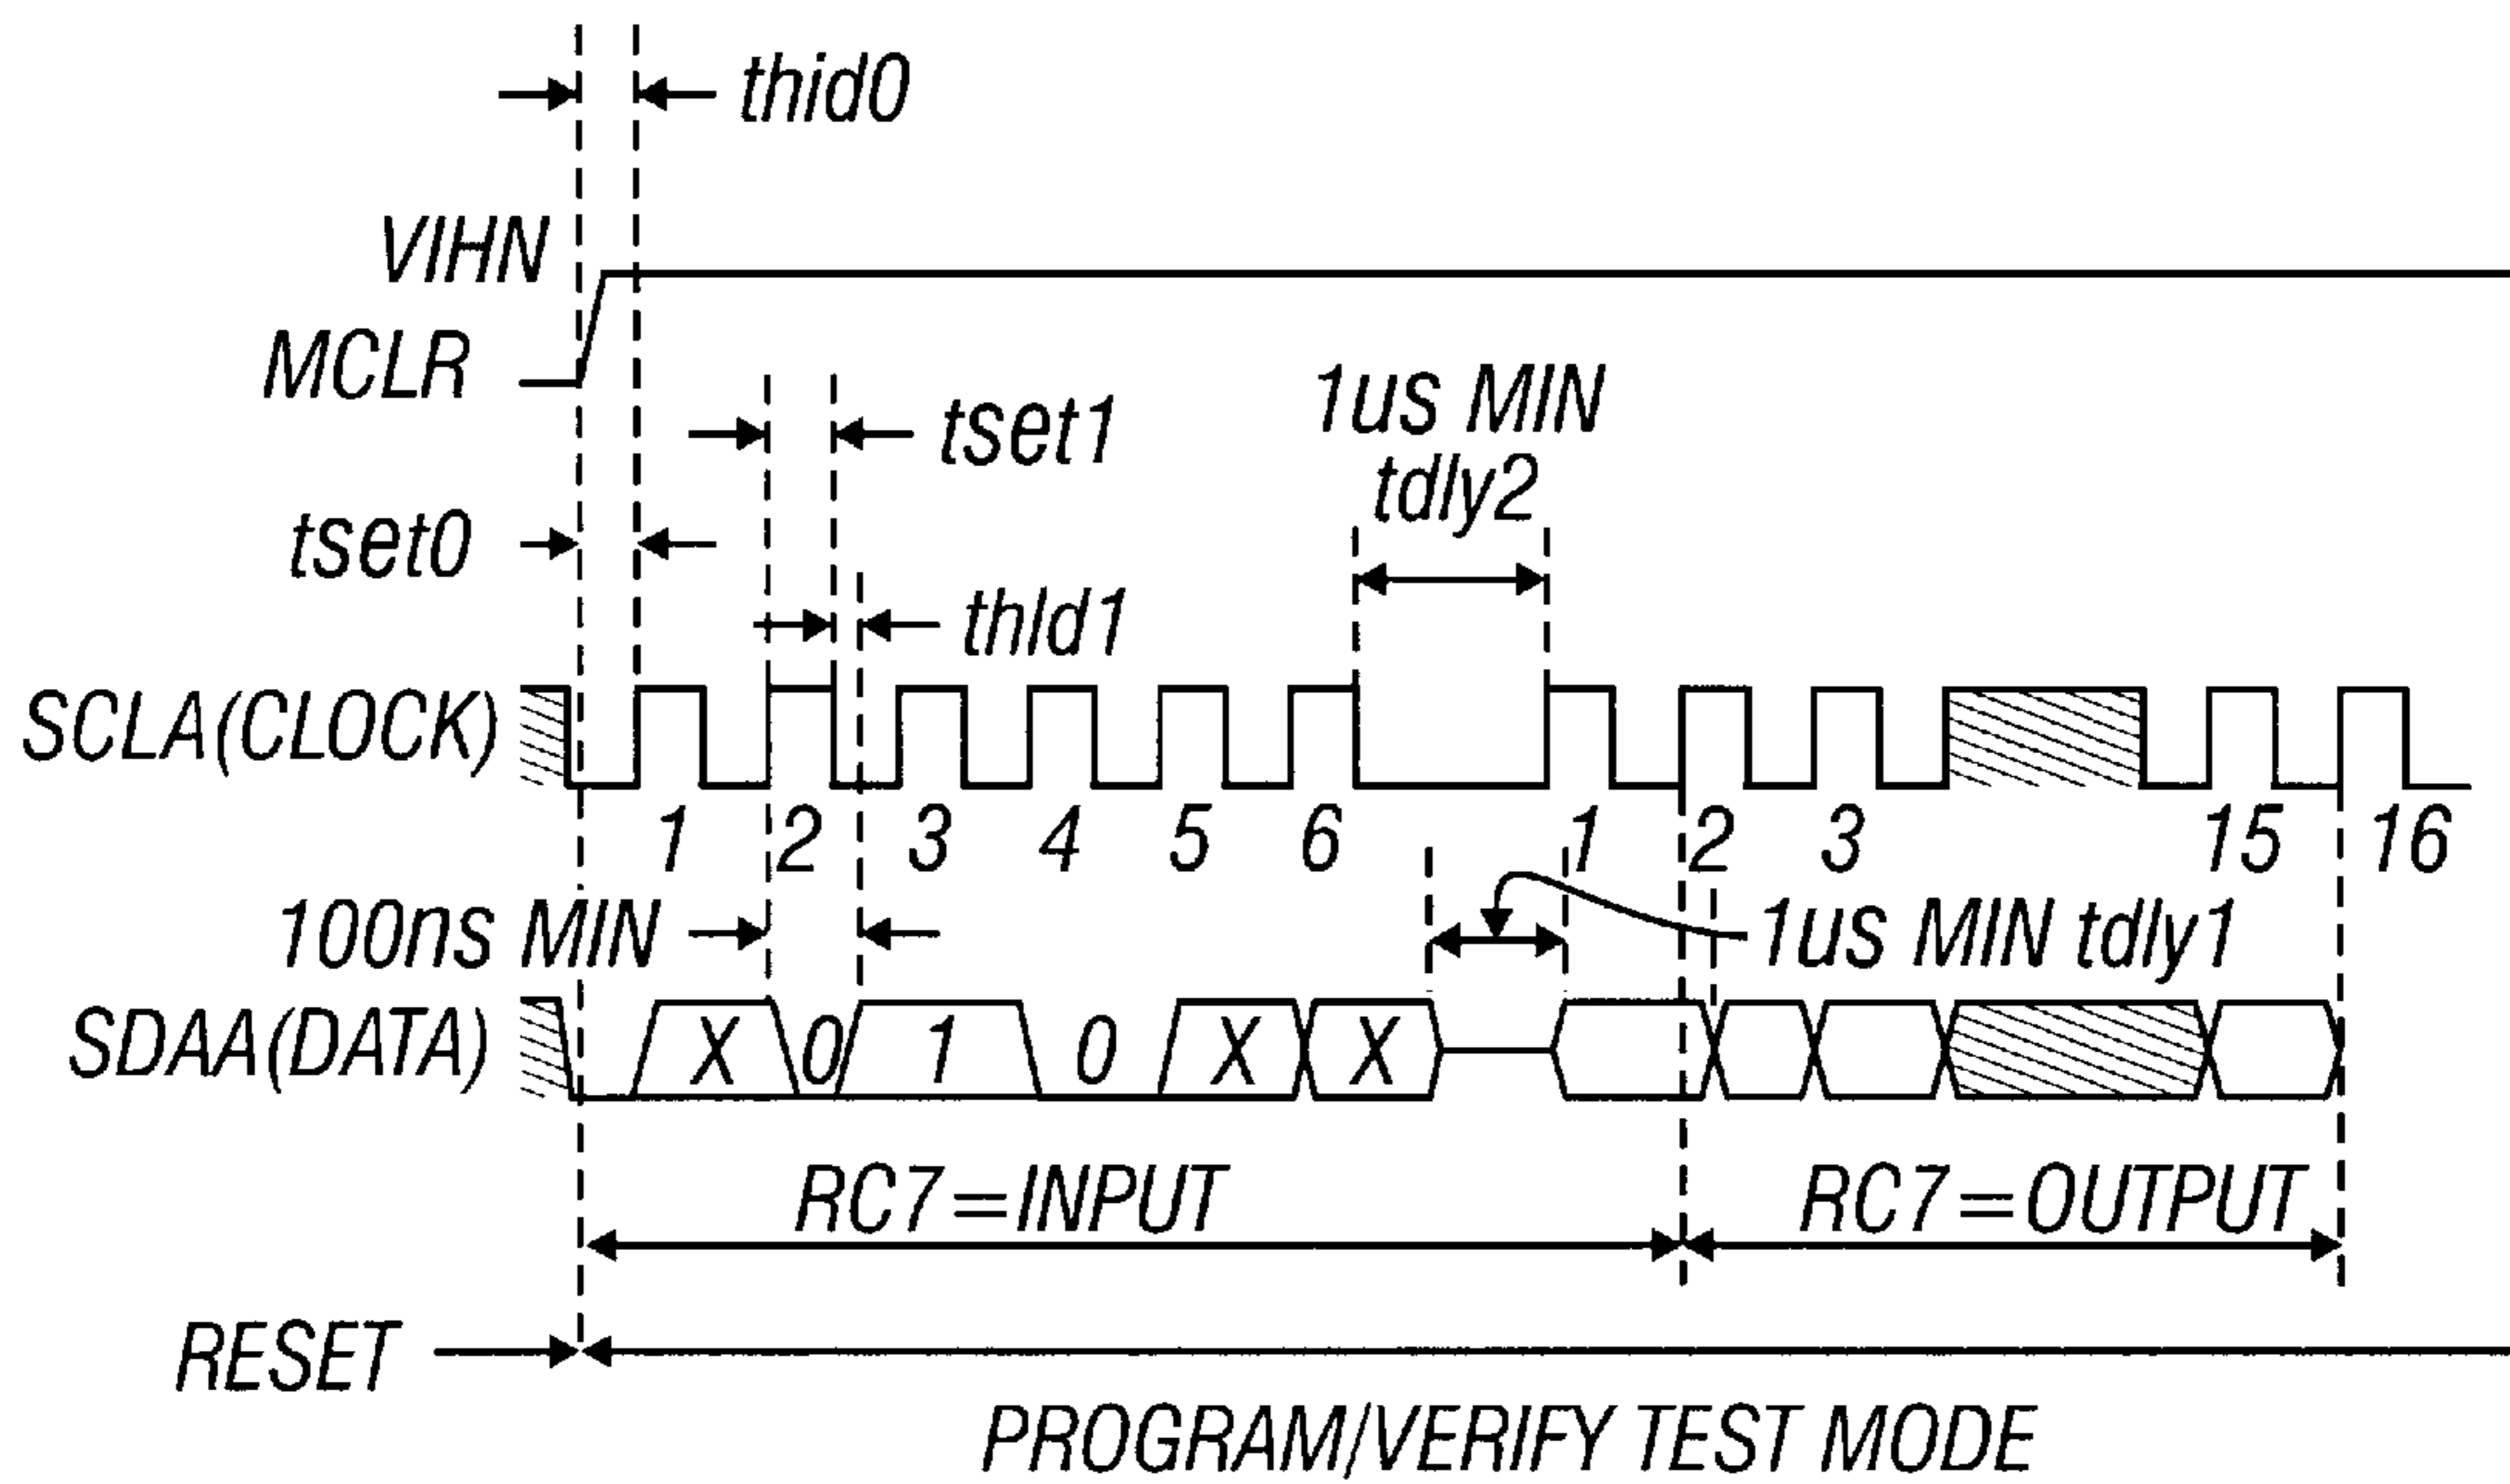 thid0
VIHN
MCLR
tset1
1us MIN
tdly2
tset0
thld1
SCLA(CLOCK)
1 2 3 4 5 6 1 2 3 15 16
100ns MIN
1us MIN tdly1
SDAA(DATA)
X 0 1 0 X X
RC7=INPUT
RC7=OUTPUT
RESET
PROGRAM/VERIFY TEST MODE